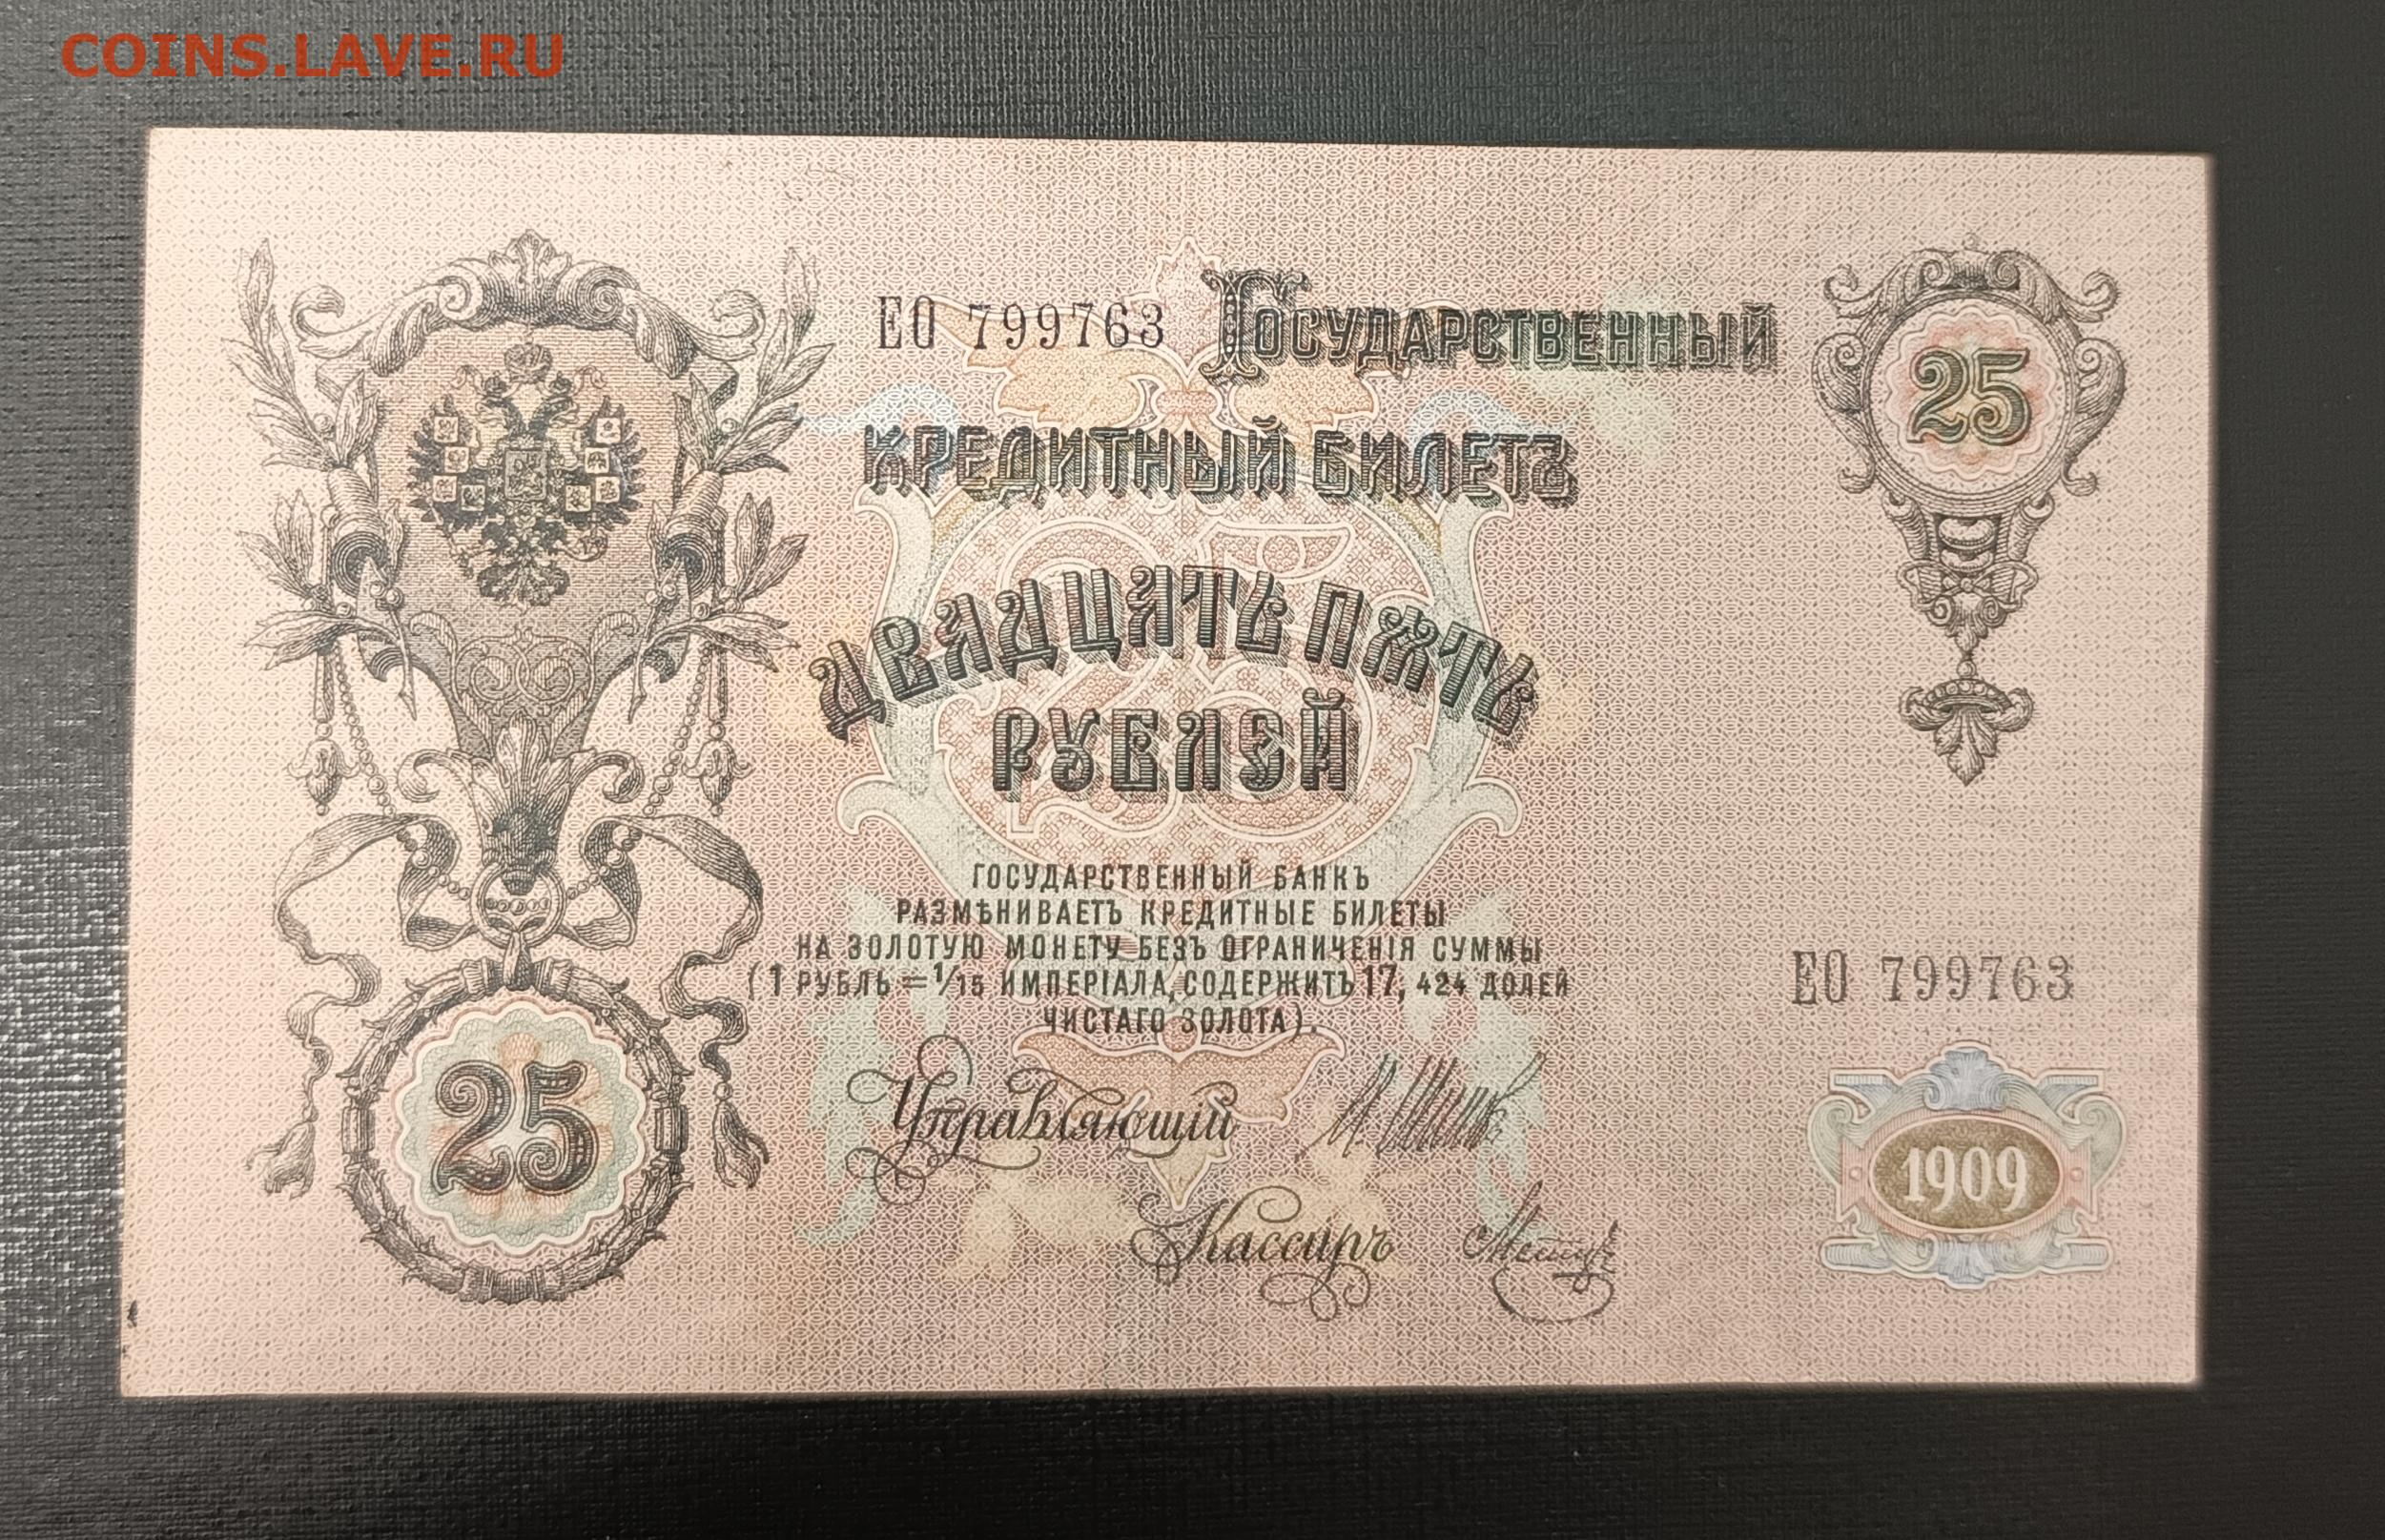 COINS.LAVE.RU
ЕО 799763 ГОСУДАРСТВЕННЫЙ
КРЕДИТНЫЙ БИЛЕТЪ
25
ДВАДЦАТЬ ПѪТЬ
РУБЛЕЙ
ГОСУДАРСТВЕННЫЙ БАНКЪ
РАЗМѢНИВАЕТЪ КРЕДИТНЫЕ БИЛЕТЫ
НА ЗОЛОТУЮ МОНЕТУ БЕЗЪ ОГРАНИЧЕНІЯ СУММЫ
(1 РУБЛЬ = 1/15 ИМПЕРІАЛА, СОДЕРЖИТЪ 17,424 ДОЛЕЙ
ЧИСТАГО ЗОЛОТА).
ЕО 799763
25
Управляющій
Кассиръ
1909